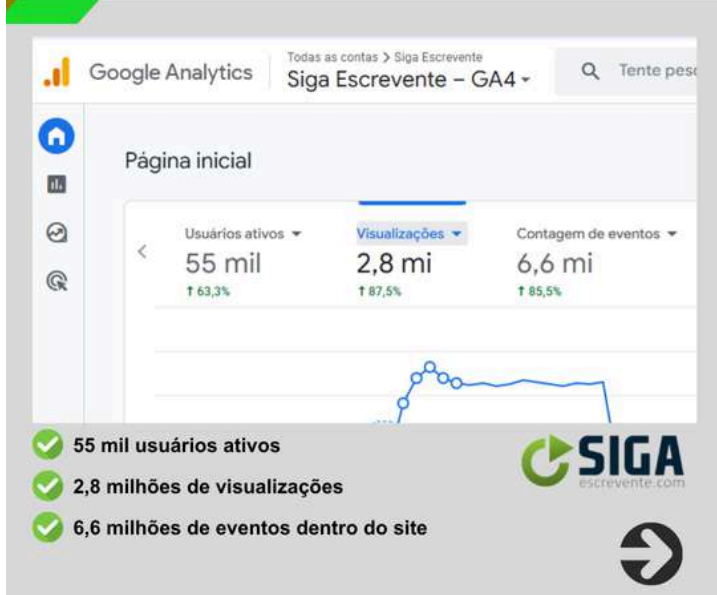 Google Analytics
Todas as contas > Siga Escrevente
Siga Escrevente – GA4
Tente pes
Página inicial
Usuários ativos
Visualizações
Contagem de eventos
55 mil
2,8 mi
6,6 mi
↑ 63,3%
↑ 87,5%
↑ 85,5%
55 mil usuários ativos
2,8 milhões de visualizações
6,6 milhões de eventos dentro do site
SIGA
escrevente.com